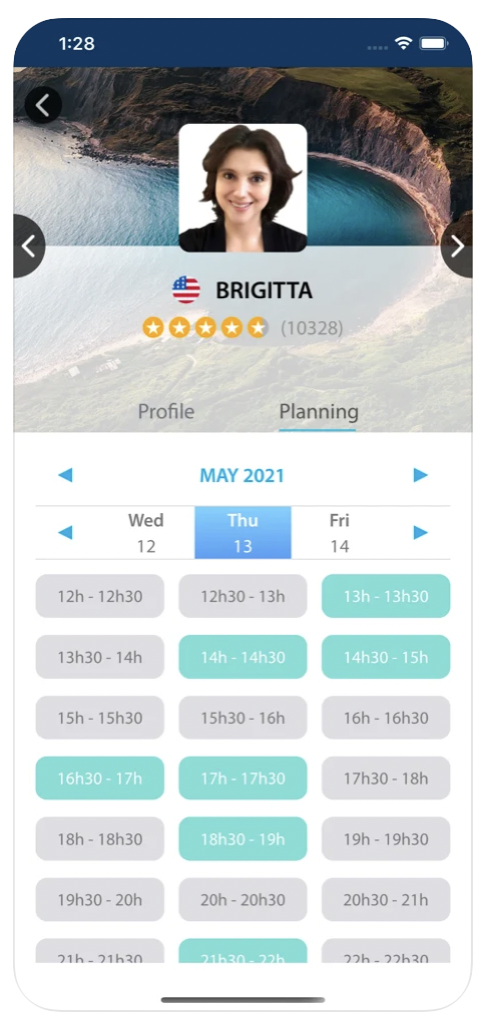 1:28
BRIGITTA
(10328)
Profile Planning
MAY 2021
Wed Thu Fri
12 13 14
12h - 12h30 12h30 - 13h 13h - 13h30
13h30 - 14h 14h - 14h30 14h30 - 15h
15h - 15h30 15h30 - 16h 16h - 16h30
16h30 - 17h 17h - 17h30 17h30 - 18h
18h - 18h30 18h30 - 19h 19h - 19h30
19h30 - 20h 20h - 20h30 20h30 - 21h
21h - 21h30 21h30 - 22h 22h - 22h30